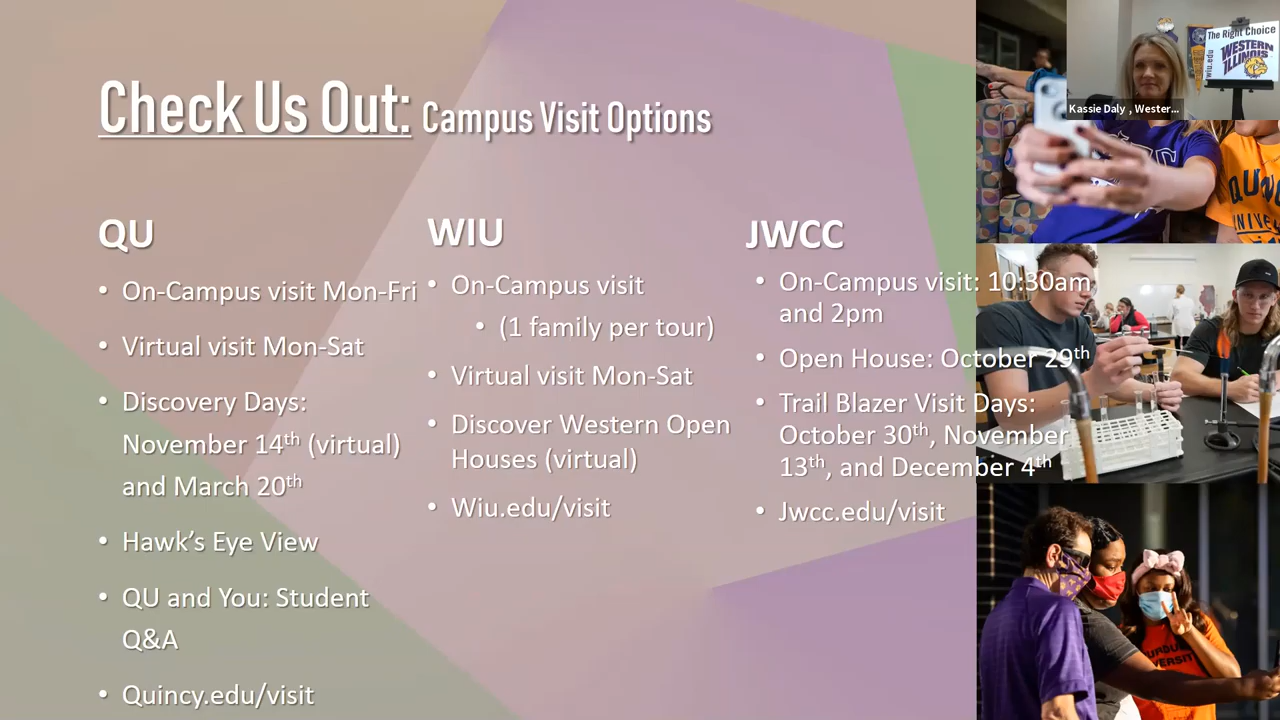 Check Us Out: Campus Visit Options
QU
On-Campus visit Mon-Fri
Virtual visit Mon-Sat
Discovery Days:
November 14th (virtual)
and March 20th
Hawk's Eye View
QU and You: Student
Q&A
Quincy.edu/visit
WIU
On-Campus visit
(1 family per tour)
Virtual visit Mon-Sat
Discover Western Open
Houses (virtual)
Wiu.edu/visit
JWCC
On-Campus visit: 10:30am
and 2pm
Open House: October 29th
Trail Blazer Visit Days:
October 30th, November
13th, and December 4th
Jwcc.edu/visit
The Right Choice
wiu.edu
WESTERN
ILLINOIS
Kassie Daly , Wester...